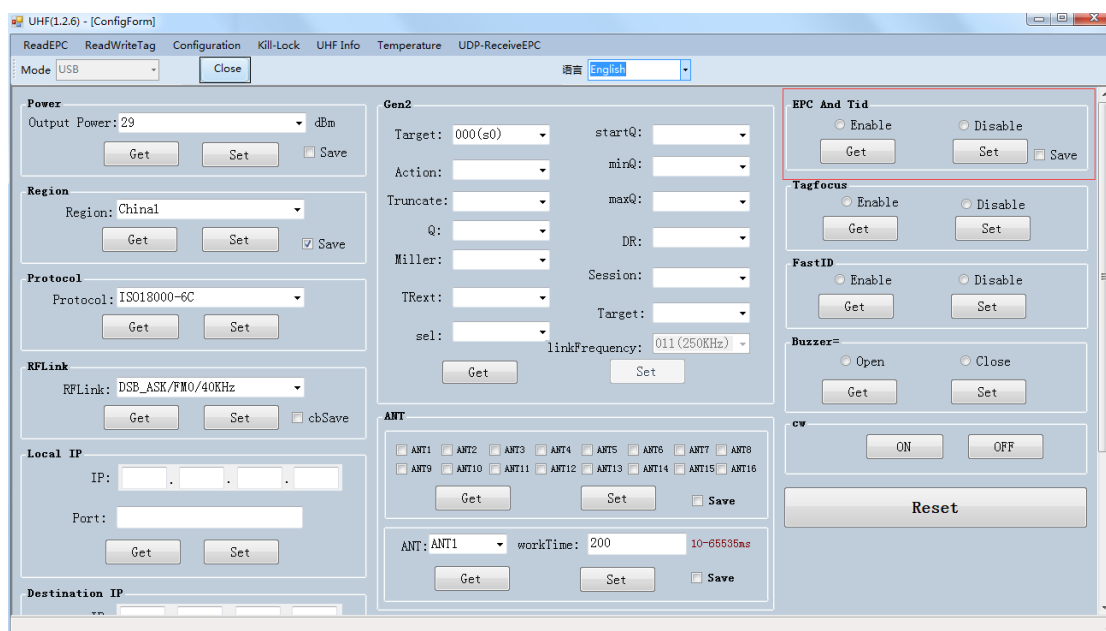 UHF(1.2.6) - [ConfigForm]
ReadEPC ReadWriteTag Configuration Kill-Lock UHF Info Temperature UDP-ReceiveEPC
Mode USB Close 语言 English
Power
Output Power: 29 dBm
Get Set Save
Region
Region: China1
Get Set Save
Protocol
Protocol: ISO18000-6C
Get Set
RFLink
RFLink: DSB_ASK/FM0/40KHz
Get Set cbSave
Local IP
IP: . . .
Port:
Get Set
Destination IP
Gen2
Target: 000(s0) startQ:
Action: minQ:
Truncate: maxQ:
Q: DR:
Miller: Session:
TRext: Target:
sel: linkFrequency: 011(250KHz)
Get Set
ANT
ANT1 ANT2 ANT3 ANT4 ANT5 ANT6 ANT7 ANT8
ANT9 ANT10 ANT11 ANT12 ANT13 ANT14 ANT15 ANT16
Get Set Save
ANT: ANT1 workTime: 200 10-65535ms
Get Set Save
EPC And Tid
Enable Disable
Get Set Save
Tagfocus
Enable Disable
Get Set
FastID
Enable Disable
Get Set
Buzzer=
Open Close
Get Set
cw
ON OFF
Reset